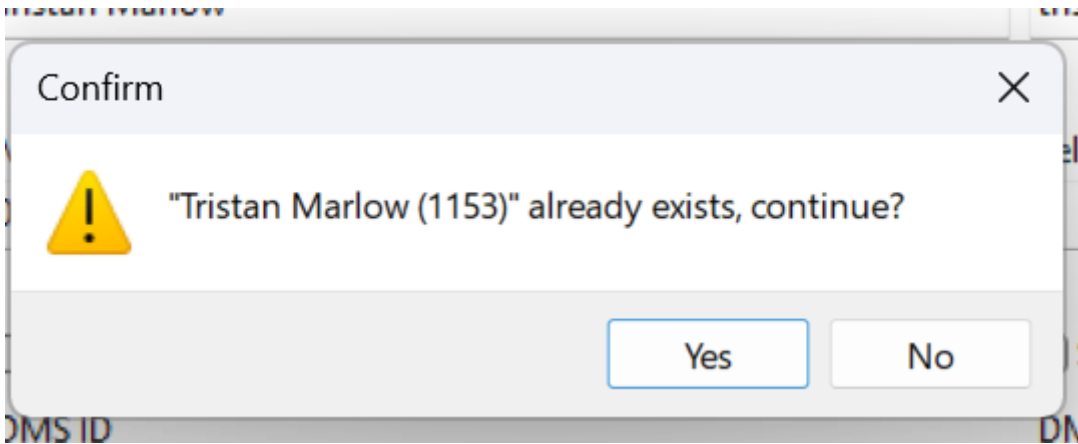 Confirm
"Tristan Marlow (1153)" already exists, continue?
Yes
No
DMS ID